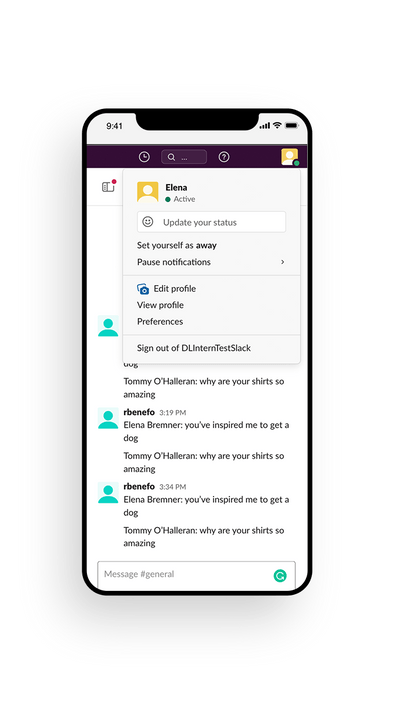 9:41
...
Elena
Active
Update your status
Set yourself as away
Pause notifications
Edit profile
View profile
Preferences
Sign out of DLInternTestSlack
dog
Tommy O'Halleran: why are your shirts so
amazing
rbenefo 3:19 PM
Elena Bremner: you've inspired me to get a
dog
Tommy O'Halleran: why are your shirts so
amazing
rbenefo 3:34 PM
Elena Bremner: you've inspired me to get a
dog
Tommy O'Halleran: why are your shirts so
amazing
Message #general